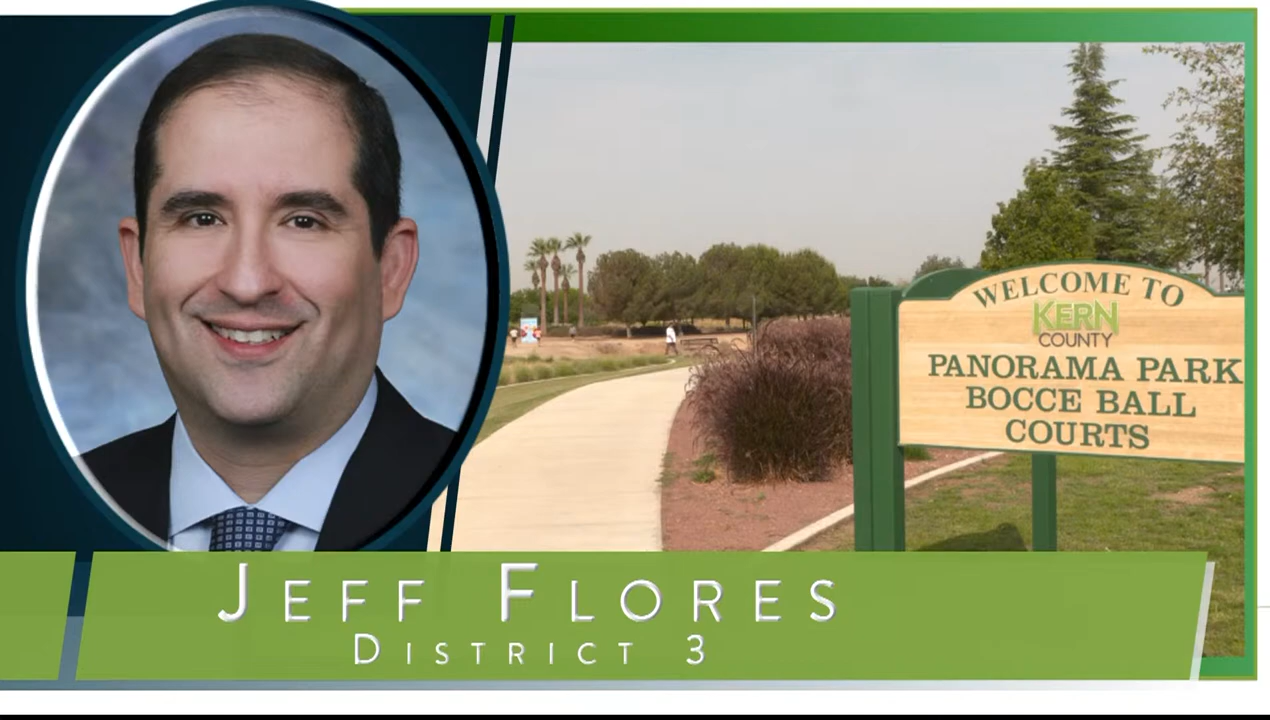 WELCOME TO
KERN
COUNTY
PANORAMA PARK
BOCCE BALL
COURTS
JEFF FLORES
DISTRICT 3